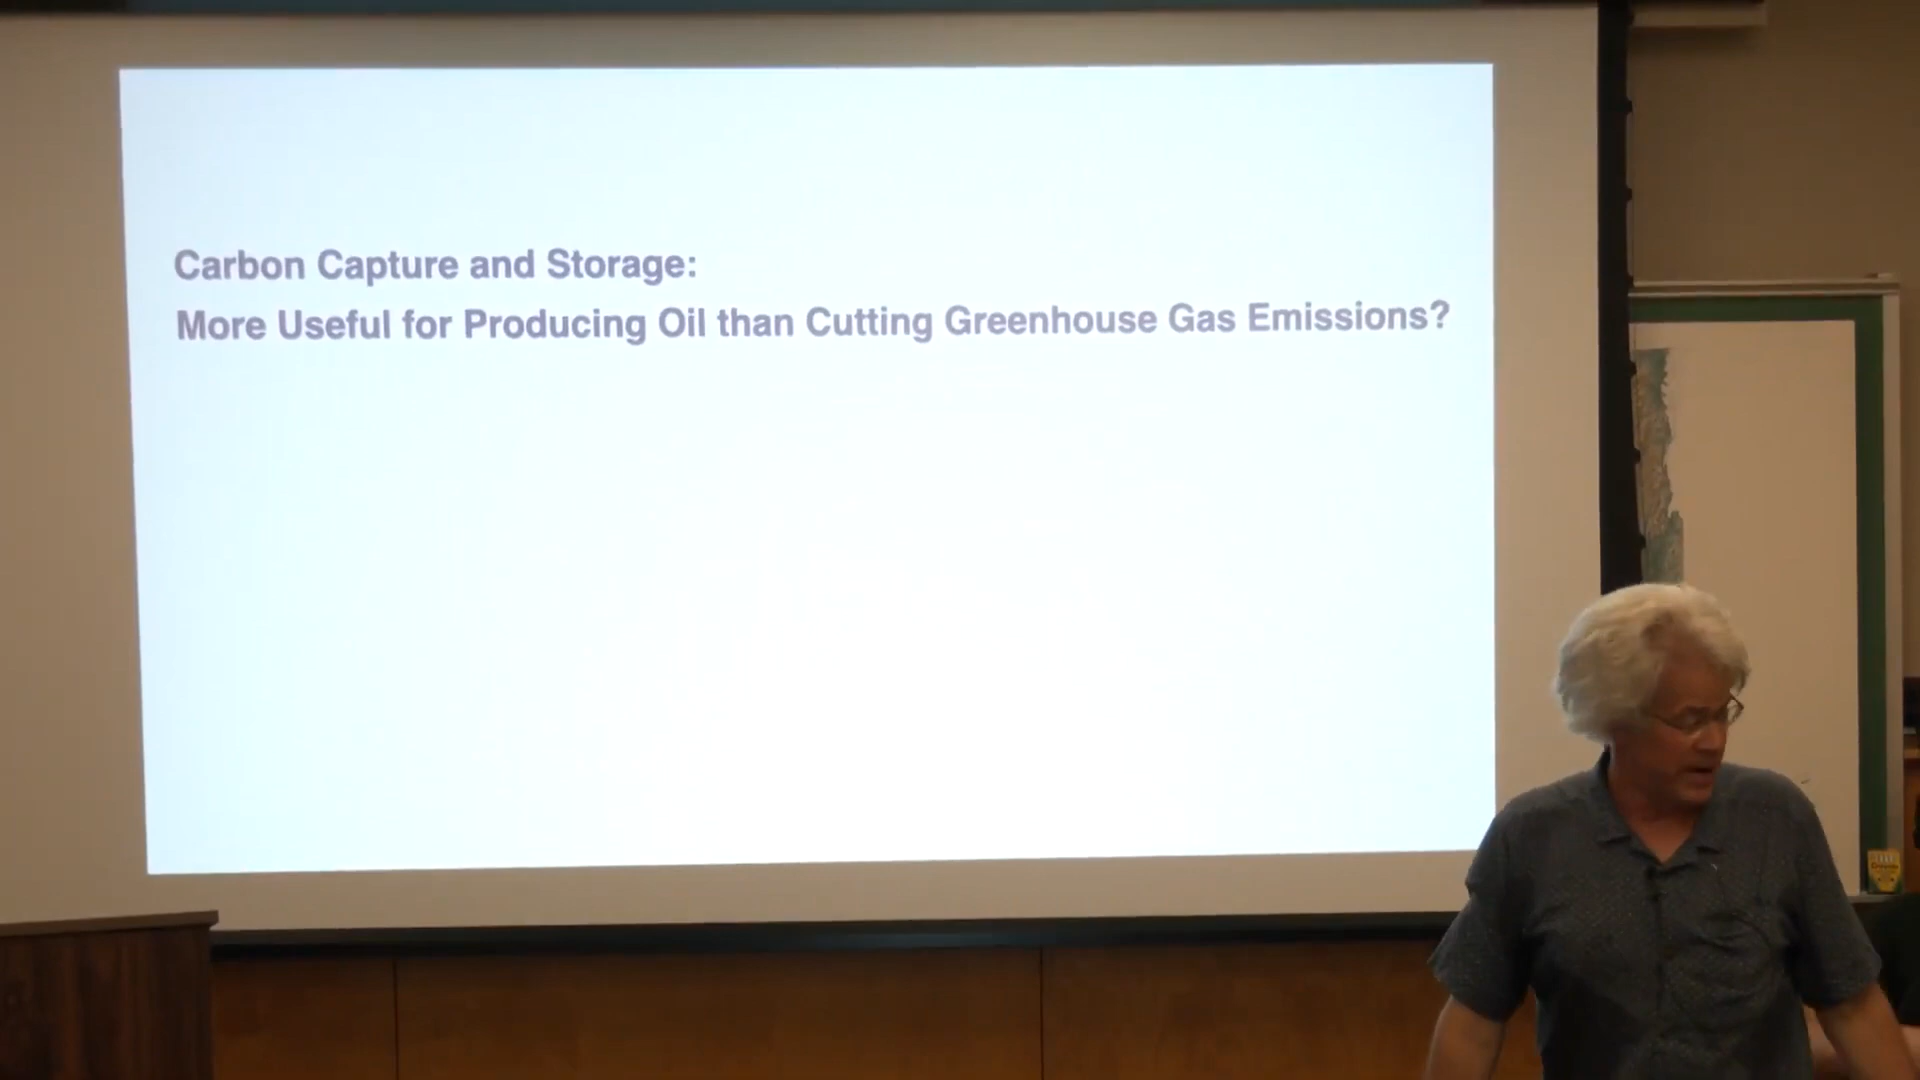 Carbon Capture and Storage:
More Useful for Producing Oil than Cutting Greenhouse Gas Emissions?